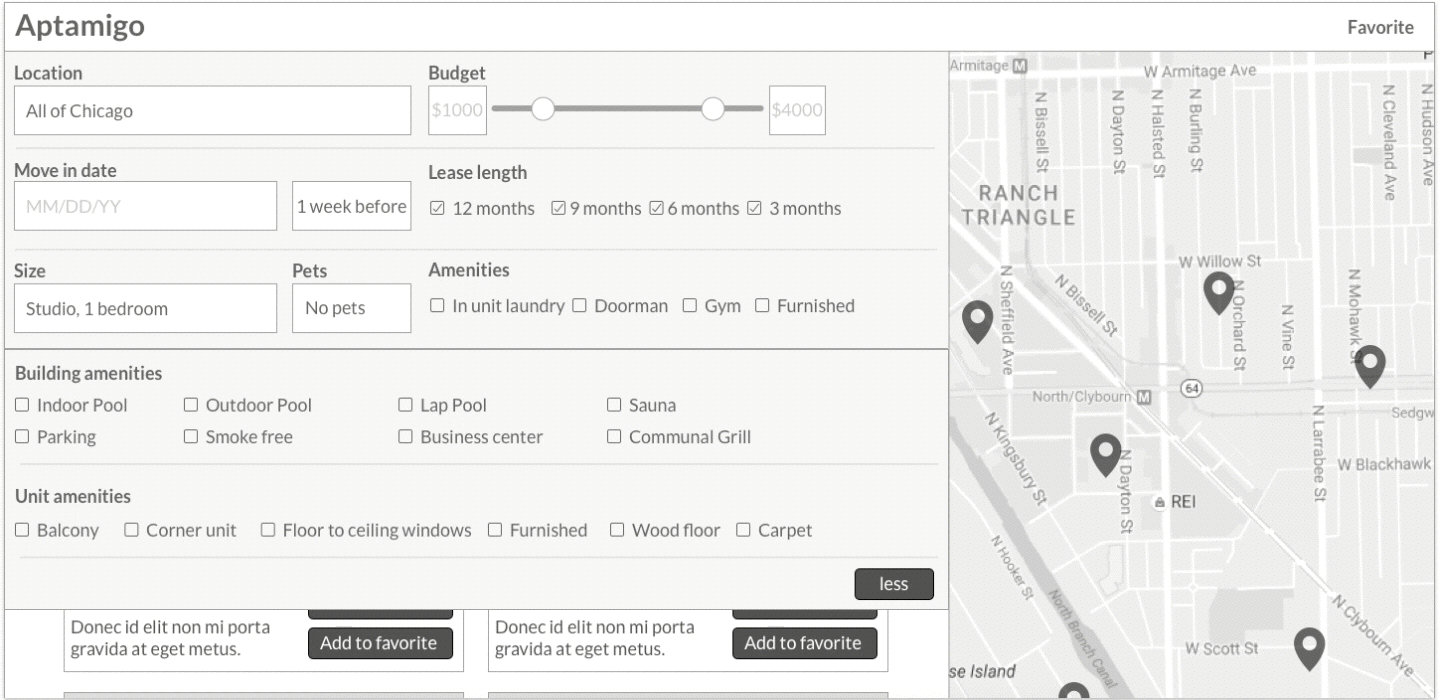 Aptamigo
Favorite
Location
Budget
All of Chicago
$1000
$4000
Move in date
Lease length
MM/DD/YY
1 week before
12 months 9 months 6 months 3 months
Size
Pets
Amenities
Studio, 1 bedroom
No pets
In unit laundry Doorman Gym Furnished
Building amenities
Indoor Pool Outdoor Pool Lap Pool Sauna
Parking Smoke free Business center Communal Grill
Unit amenities
Balcony Corner unit Floor to ceiling windows Furnished Wood floor Carpet
less
Donec id elit non mi porta
gravida at eget metus.
Add to favorite
Donec id elit non mi porta
gravida at eget metus.
Add to favorite
Armitage M
W Armitage Ave
N Bissell St
N Dayton St
N Halsted St
N Burling St
N Cleveland Ave
N Hudson Ave
RANCH
TRIANGLE
W Willow St
N Sheffield Ave
N Bissell St
N Orchard St
N Vine St
N Mohawk S
64
North/Clybourn M
Sedgw
N Kingsbury St
N Dayton St
N Larrabee St
W Blackhawk
REI
N Hooker St
North Branch Canal
N Clybourn Ave
W Scott St
se Island